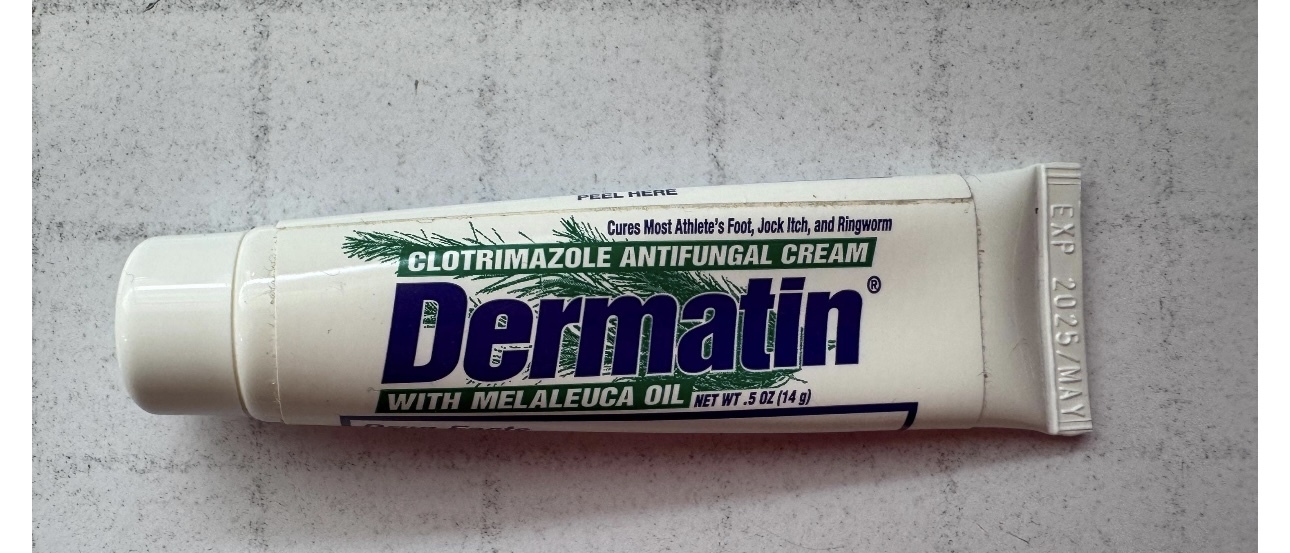 PEEL HERE
Cures Most Athlete's Foot, Jock Itch, and Ringworm
CLOTRIMAZOLE ANTIFUNGAL CREAM
Dermatin®
WITH MELALEUCA OIL NET WT .5 OZ (14 g)
EXP 2025/MAY